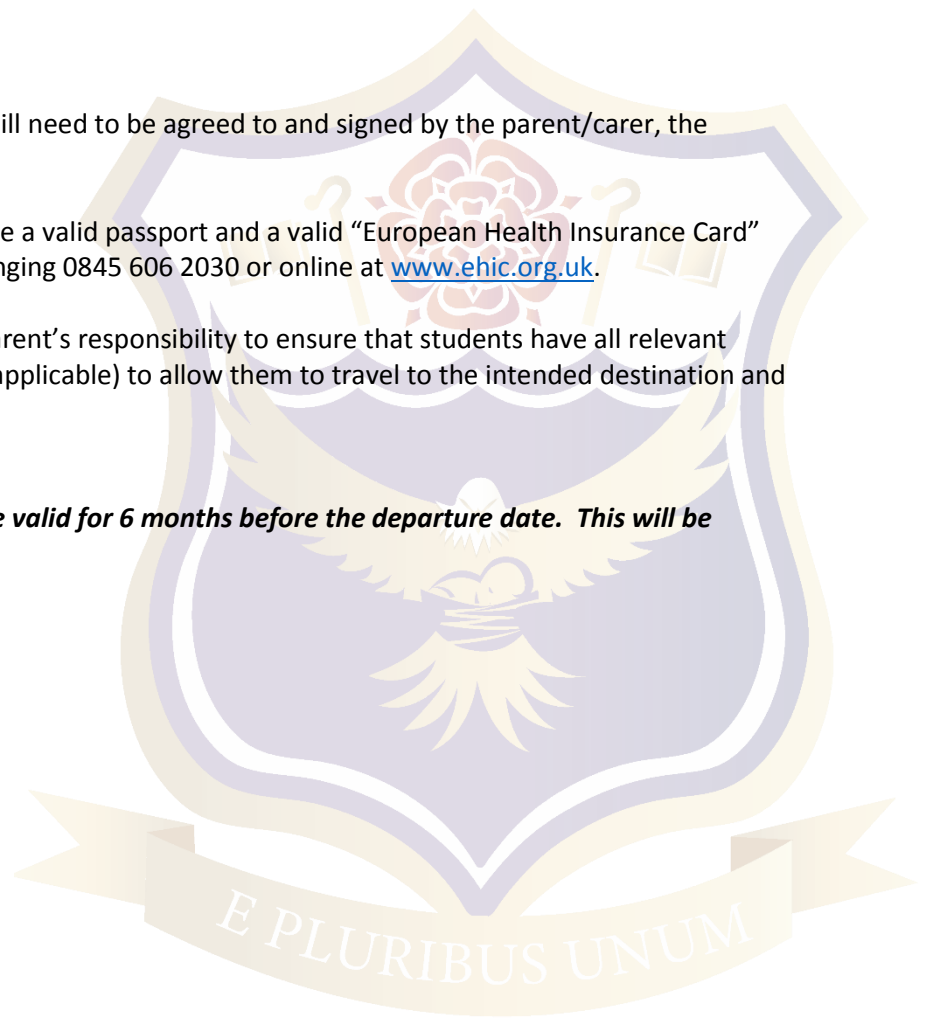 ill need to be agreed to and signed by the parent/carer, the
e a valid passport and a valid “European Health Insurance Card”
nging 0845 606 2030 or online at www.ehic.org.uk.
arent’s responsibility to ensure that students have all relevant
applicable) to allow them to travel to the intended destination and
e valid for 6 months before the departure date.  This will be
E PLURIBUS UNUM